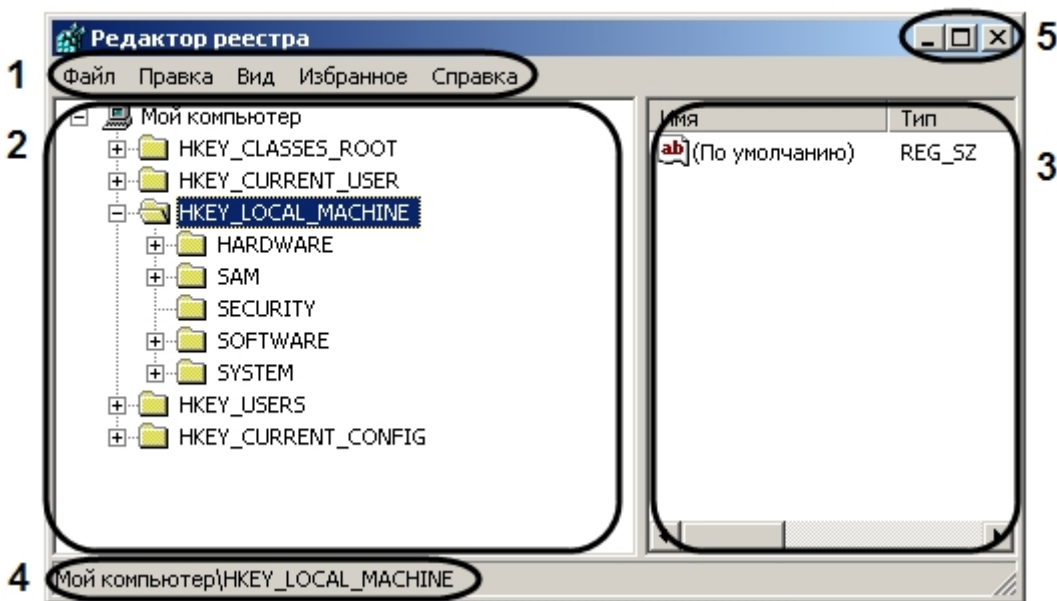 Редактор реестра
5
1
Файл Правка Вид Избранное Справка
2
Мой компьютер
HKEY_CLASSES_ROOT
HKEY_CURRENT_USER
HKEY_LOCAL_MACHINE
HARDWARE
SAM
SECURITY
SOFTWARE
SYSTEM
HKEY_USERS
HKEY_CURRENT_CONFIG
Имя Тип
ab (По умолчанию) REG_SZ
3
4
Мой компьютер\HKEY_LOCAL_MACHINE